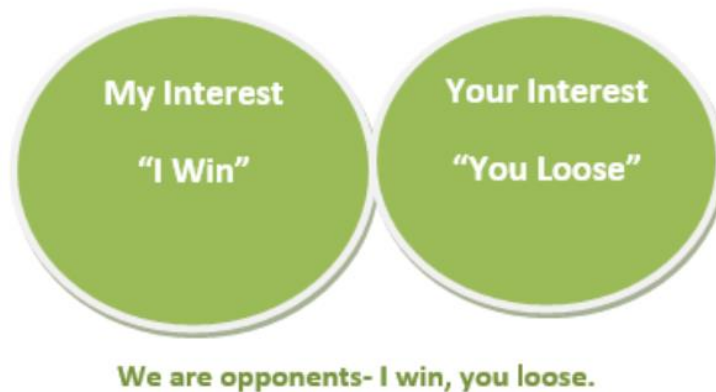 My Interest
“I Win”
Your Interest
“You Loose”
We are opponents- I win, you loose.